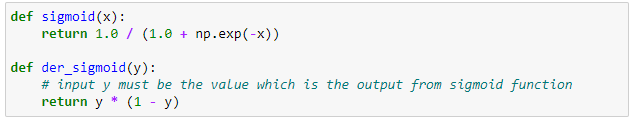 def sigmoid(x):
    return 1.0 / (1.0 + np.exp(-x))

def der_sigmoid(y):
    # input y must be the value which is the output from sigmoid function
    return y * (1 - y)